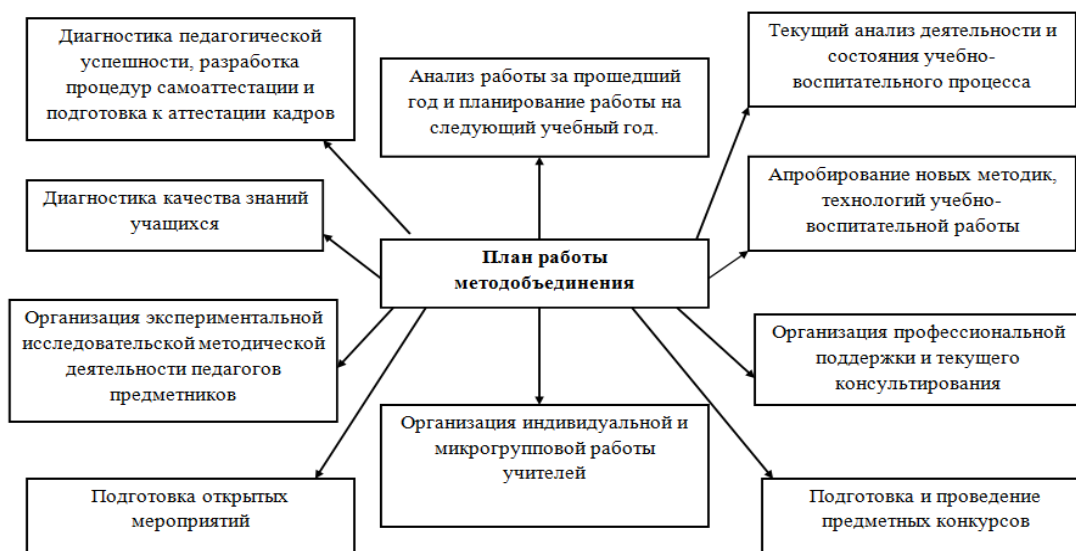 Диагностика педагогической
успешности, разработка
процедур самоаттестации и
подготовка к аттестации кадров
Анализ работы за прошедший
год и планирование работы на
следующий учебный год.
Текущий анализ деятельности и
состояния учебно-
воспитательного процесса
Диагностика качества знаний
учащихся
Апробирование новых методик,
технологий учебно-
воспитательной работы
План работы
методобъединения
Организация экспериментальной
исследовательской методической
деятельности педагогов
предметников
Организация профессиональной
поддержки и текущего
консультирования
Организация индивидуальной и
микрогрупповой работы
учителей
Подготовка открытых
мероприятий
Подготовка и проведение
предметных конкурсов